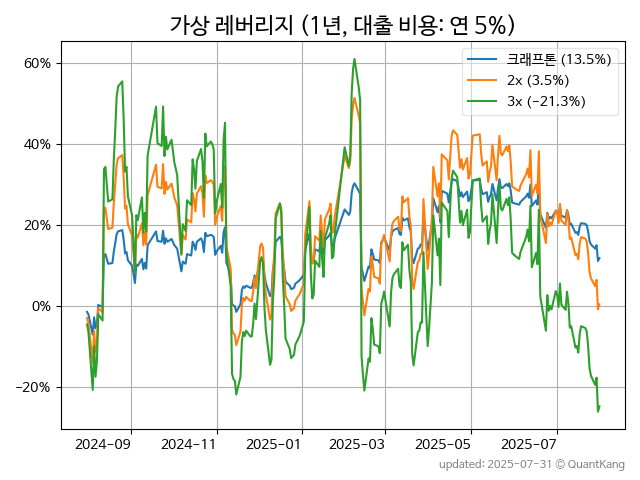 가상 레버리지 (1년, 대출 비용: 연 5%)
크래프톤 (13.5%)
2x (3.5%)
3x (−21.3%)
60%
40%
20%
0%
−20%
2024-09
2024-11
2025-01
2025-03
2025-05
2025-07
updated: 2025-07-31 © QuantKang